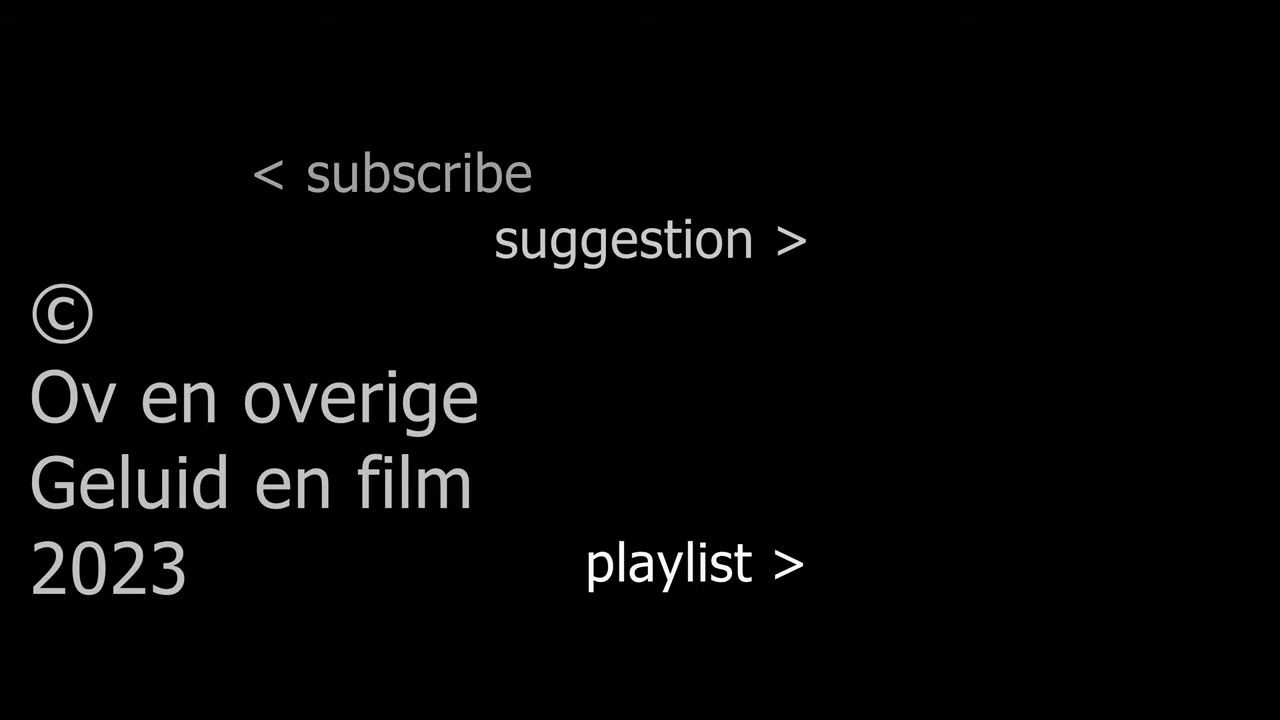 < subscribe
suggestion >
©
Ov en overige
Geluid en film
2023
playlist >